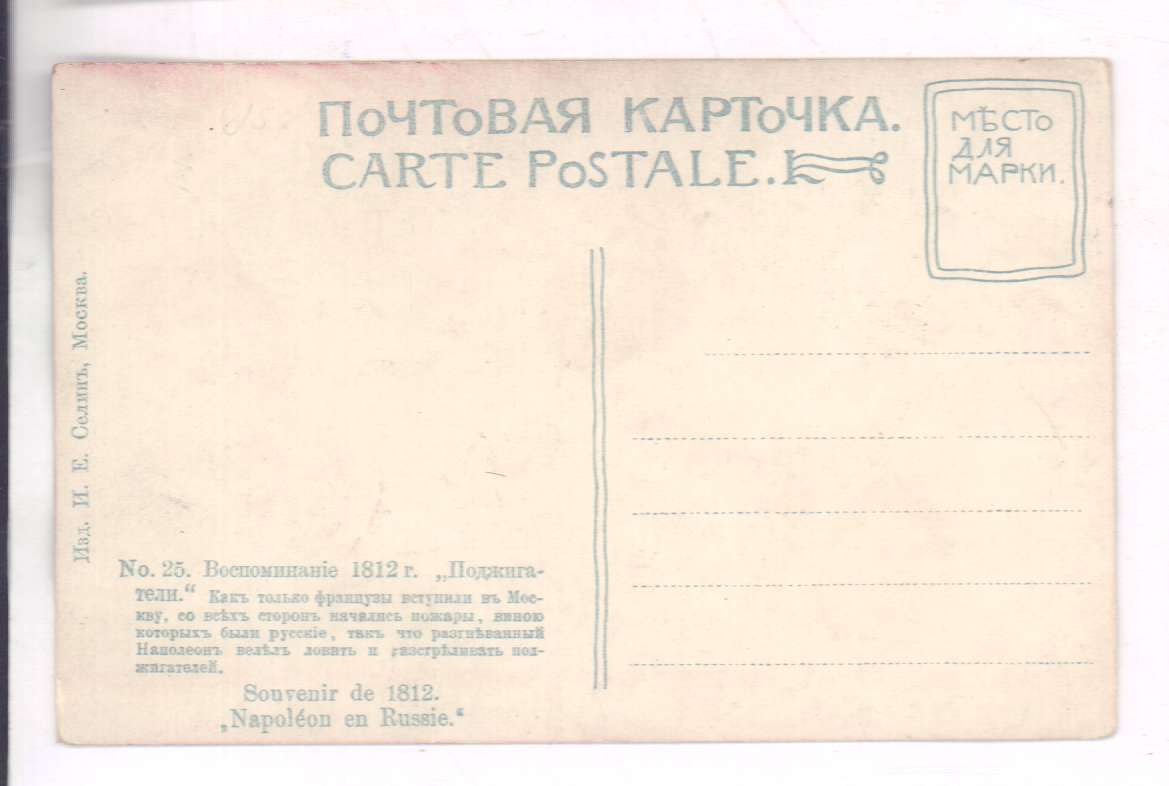 ПОЧТОВАЯ КАРТОЧКА.
CARTE POSTALE.
МѢСТО
ДЛЯ
МАРКИ.
Изд. И. Е. Селинъ, Москва.
No. 25. Воспоминаніе 1812 г. „Поджига-
тели.“ Какъ только французы вступили въ Мос-
кву, со всѣхъ сторонъ начались пожары, виною
которыхъ были русскіе, такъ что разгнѣванный
Наполеонъ велѣлъ ловить и разстрѣливать под-
жигателей.
Souvenir de 1812.
„Napoléon en Russie.“